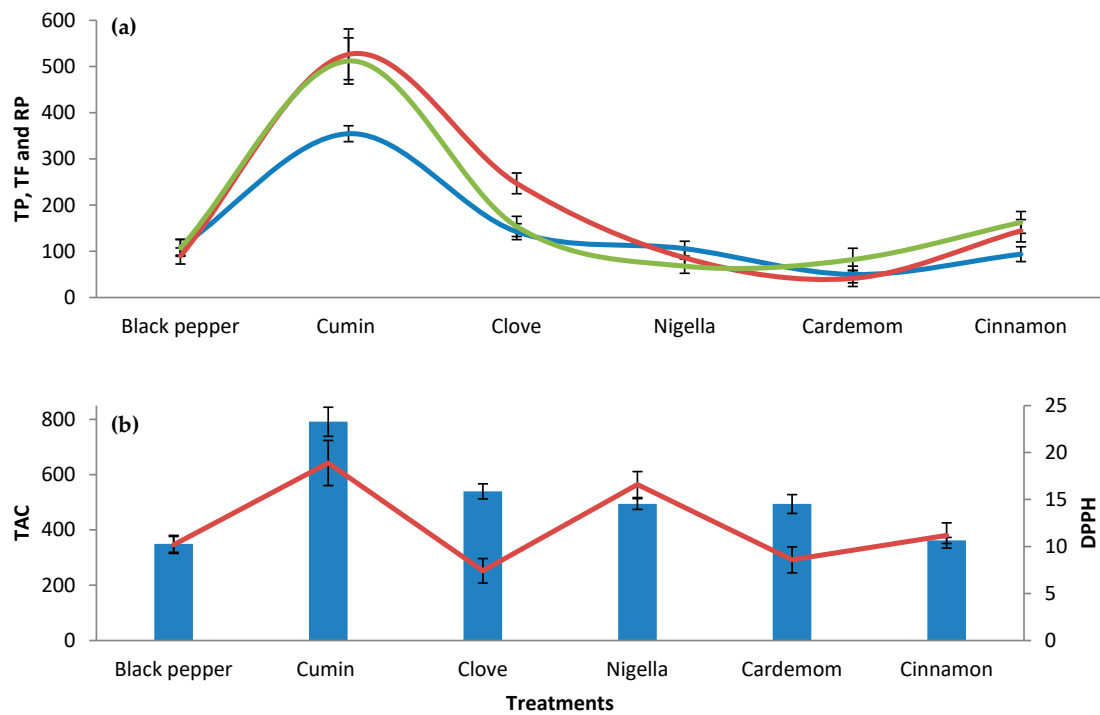 (a)
600
500
400
300
200
100
0
TP, TF and RP
Black pepper Cumin Clove Nigella Cardemom Cinnamon
(b)
800
600
400
200
0
TAC
25
20
15
10
5
0
DPPH
Black pepper Cumin Clove Nigella Cardemom Cinnamon
Treatments